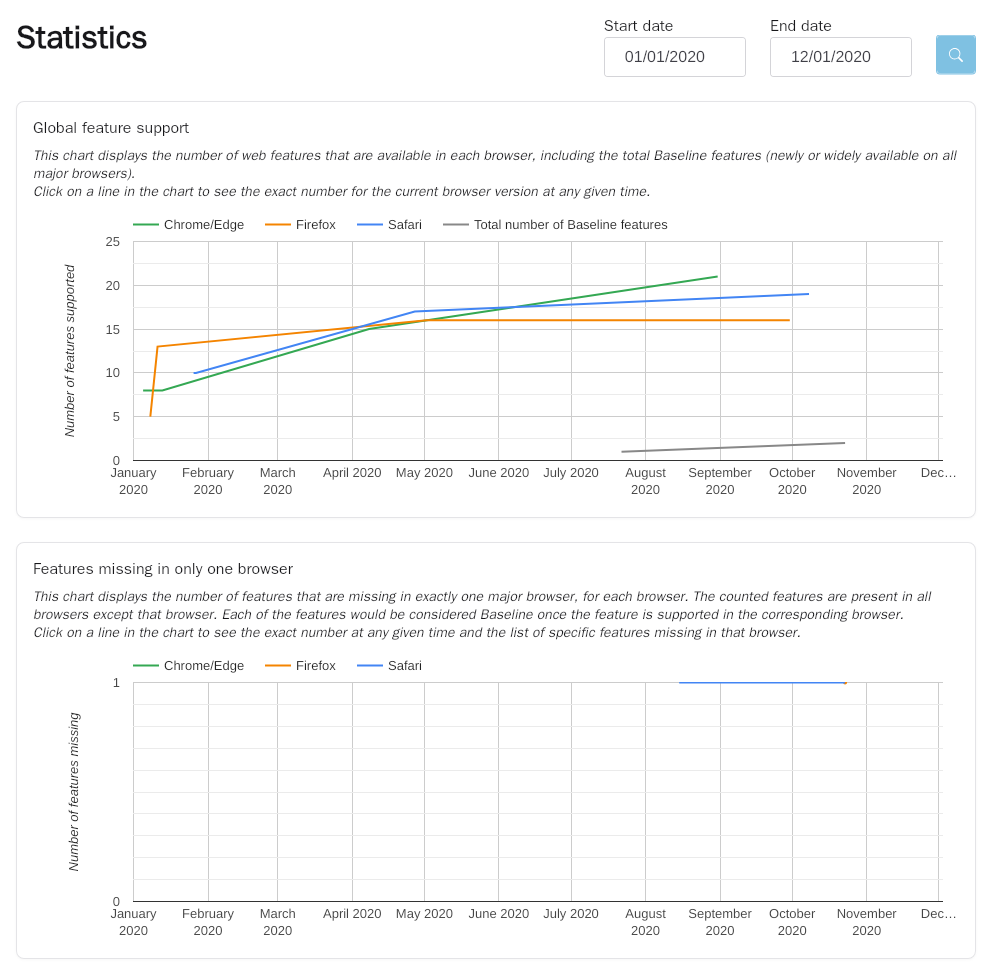 Statistics
Start date
End date
01/01/2020
12/01/2020
Global feature support
This chart displays the number of web features that are available in each browser, including the total Baseline features (newly or widely available on all
major browsers).
Click on a line in the chart to see the exact number for the current browser version at any given time.
Chrome/Edge
Firefox
Safari
Total number of Baseline features
Number of features supported
25
20
15
10
5
0
January
2020
February
2020
March
2020
April 2020
May 2020
June 2020
July 2020
August
2020
September
2020
October
2020
November
2020
Dec…
Features missing in only one browser
This chart displays the number of features that are missing in exactly one major browser, for each browser. The counted features are present in all
browsers except that browser. Each of the features would be considered Baseline once the feature is supported in the corresponding browser.
Click on a line in the chart to see the exact number at any given time and the list of specific features missing in that browser.
Chrome/Edge
Firefox
Safari
Number of features missing
1
0
January
2020
February
2020
March
2020
April 2020
May 2020
June 2020
July 2020
August
2020
September
2020
October
2020
November
2020
Dec…